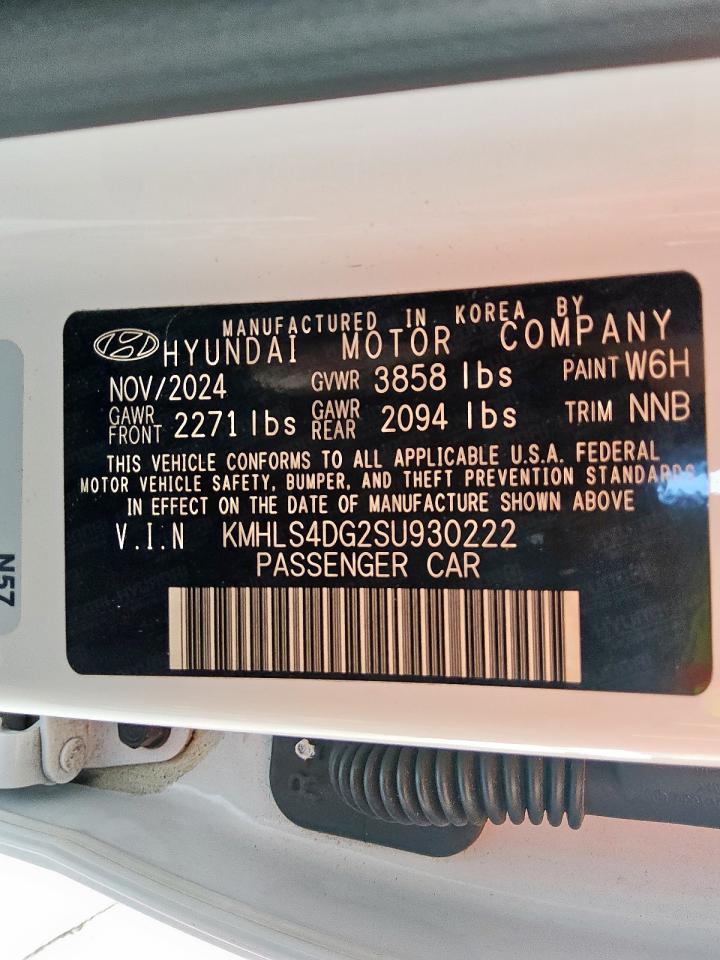 MANUFACTURED IN KOREA BY
HYUNDAI MOTOR COMPANY
NOV/2024 GVWR 3858 lbs PAINT W6H
GAWR FRONT 2271 lbs GAWR REAR 2094 lbs TRIM NNB
THIS VEHICLE CONFORMS TO ALL APPLICABLE U.S.A. FEDERAL
MOTOR VEHICLE SAFETY, BUMPER, AND THEFT PREVENTION STANDARDS
IN EFFECT ON THE DATE OF MANUFACTURE SHOWN ABOVE
V.I.N KMHLS4DG2SU930222
PASSENGER CAR
N57
R